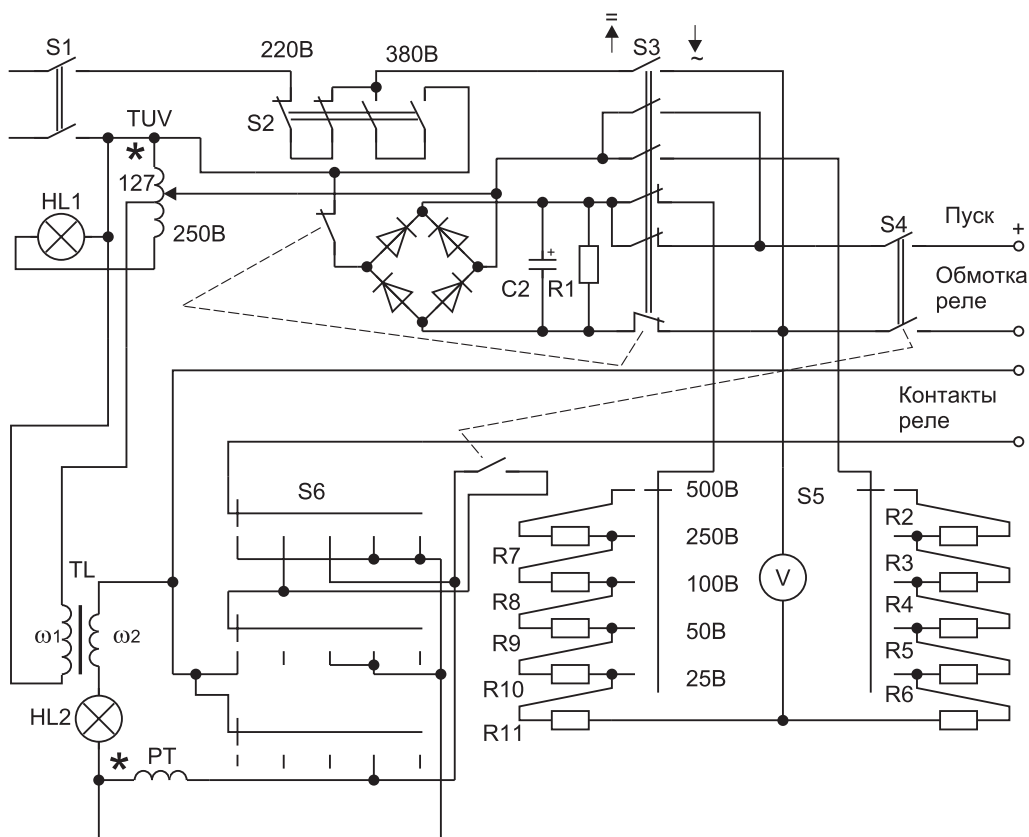 =
S1
220В
380В
S3
~
S2
TUV
*
127
HL1
250В
Пуск
S4
+
+
C2
R1
Обмотка
реле
Контакты
реле
S6
500В
S5
R2
250В
R7
R3
TL
100В
V
R8
R4
ω1
ω2
50В
R9
R5
25В
R10
R6
HL2
R11
*
РТ